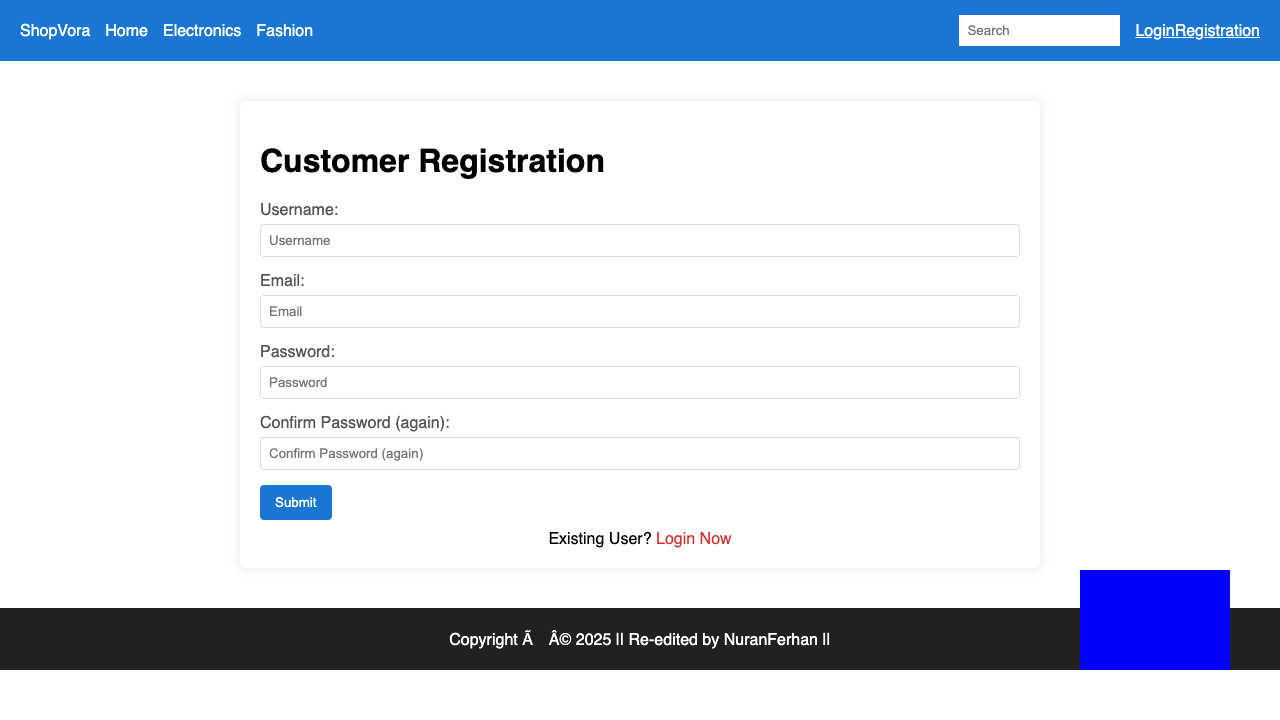 ShopVora Home Electronics Fashion Search LoginRegistration
Customer Registration
Username:
Username
Email:
Email
Password:
Password
Confirm Password (again):
Confirm Password (again)
Submit
Existing User? Login Now
Copyright Ã Â© 2025 || Re-edited by NuranFerhan ||